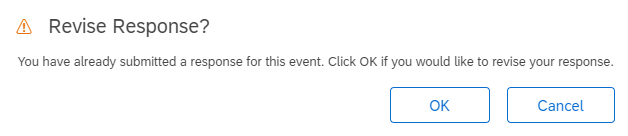 Revise Response?
You have already submitted a response for this event. Click OK if you would like to revise your response.
OK
Cancel